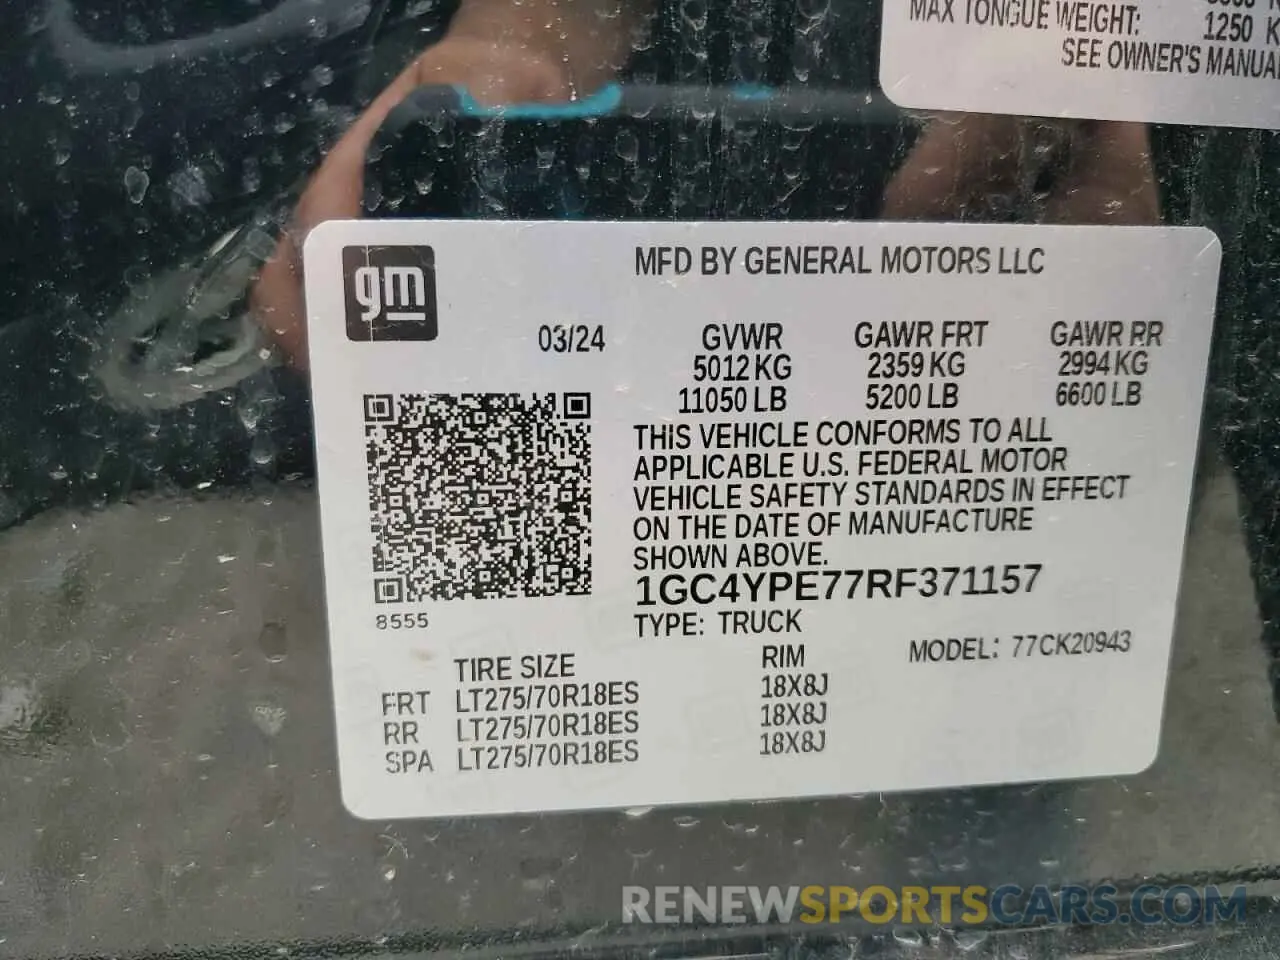 MAX TONGUE WEIGHT: 1250 K
SEE OWNER'S MANUAL
gm
MFD BY GENERAL MOTORS LLC
03/24 GVWR GAWR FRT GAWR RR
5012 KG 2359 KG 2994 KG
11050 LB 5200 LB 6600 LB
THIS VEHICLE CONFORMS TO ALL
APPLICABLE U.S. FEDERAL MOTOR
VEHICLE SAFETY STANDARDS IN EFFECT
ON THE DATE OF MANUFACTURE
SHOWN ABOVE.
1GC4YPE77RF371157
8555
TYPE: TRUCK
MODEL: 77CK20943
TIRE SIZE RIM
FRT LT275/70R18ES 18X8J
RR LT275/70R18ES 18X8J
SPA LT275/70R18ES 18X8J
RENEWSPORTSCARS.COM